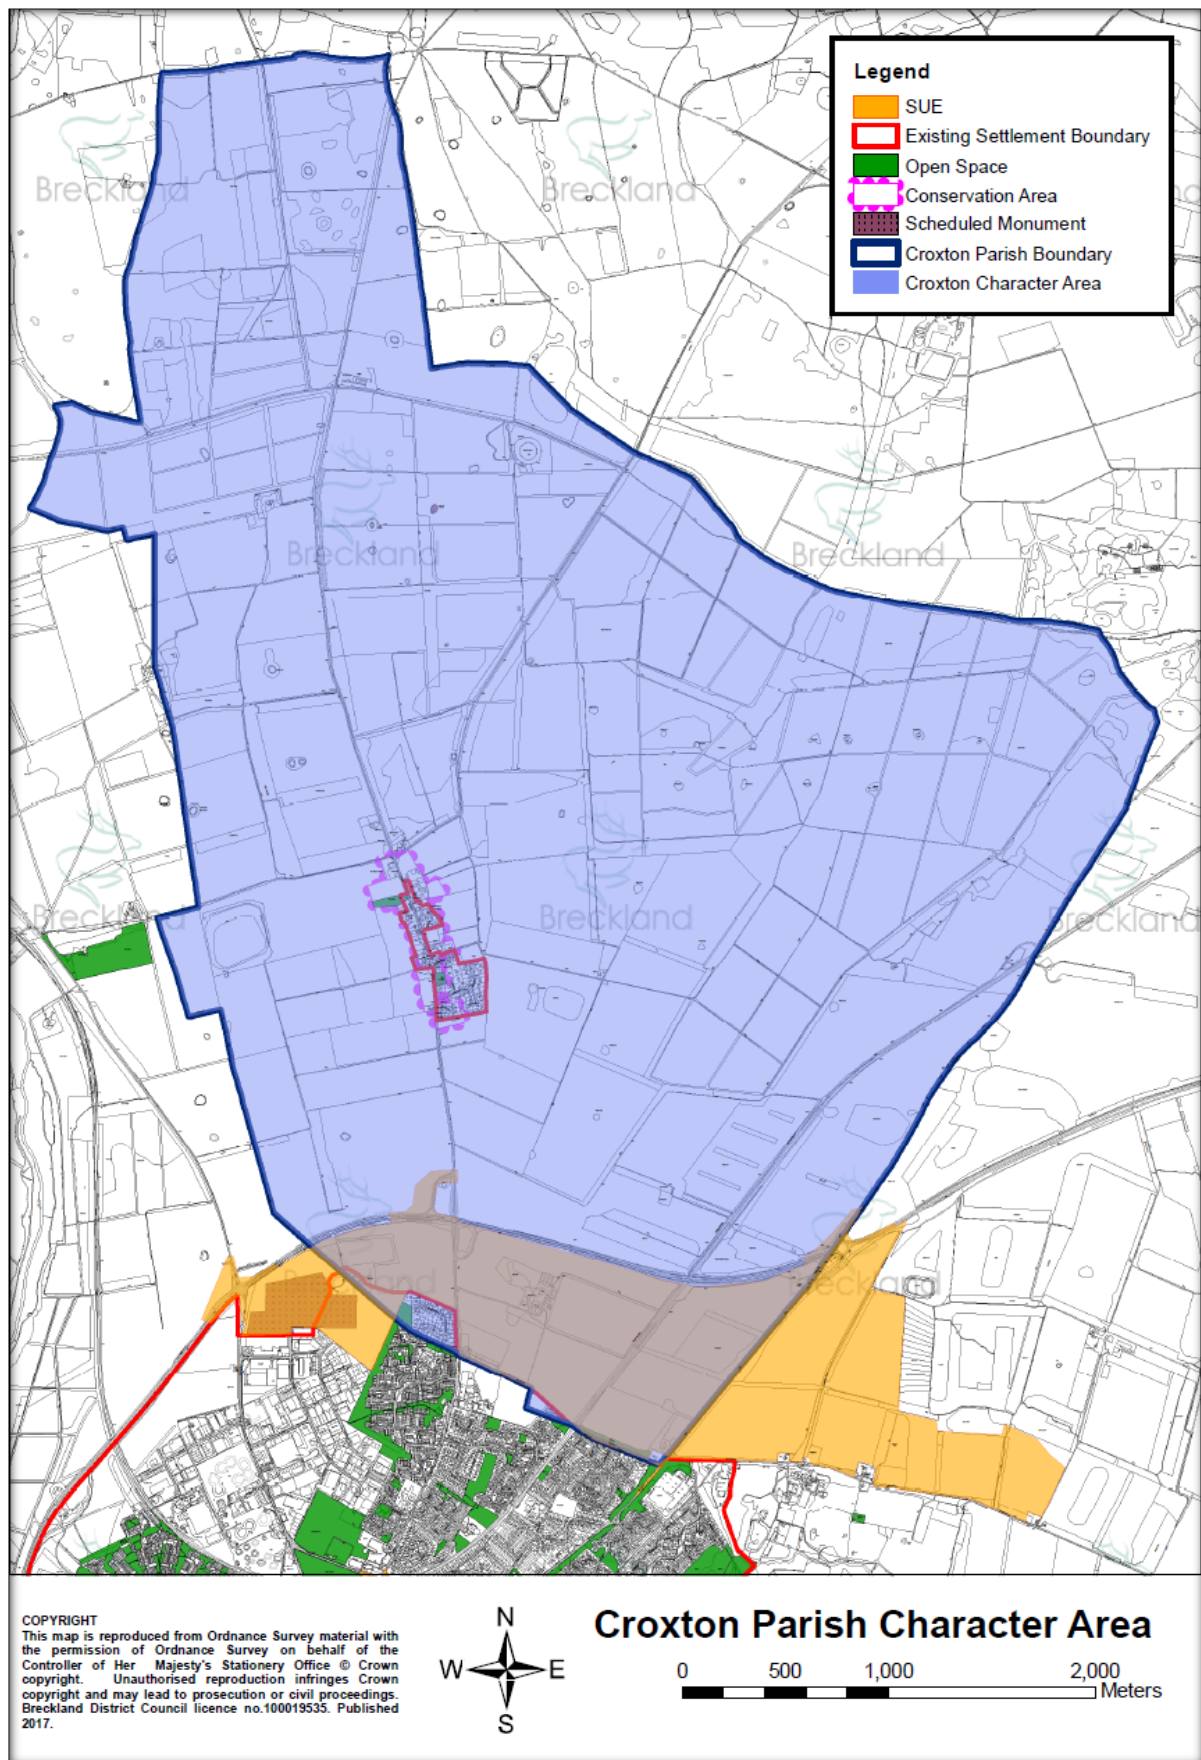 Legend
SUE
Existing Settlement Boundary
Open Space
Conservation Area
Scheduled Monument
Croxton Parish Boundary
Croxton Character Area
Breckland
Breckland
Breckland
Breckland
Breckland
Breckland
Breckland
Breckland
Breckland
COPYRIGHT
This map is reproduced from Ordnance Survey material with
the permission of Ordnance Survey on behalf of the
Controller of Her Majesty's Stationery Office © Crown
copyright. Unauthorised reproduction infringes Crown
copyright and may lead to prosecution or civil proceedings.
Breckland District Council licence no.100019535. Published
2017.
N
W E
S
Croxton Parish Character Area
0 500 1,000 2,000
Meters